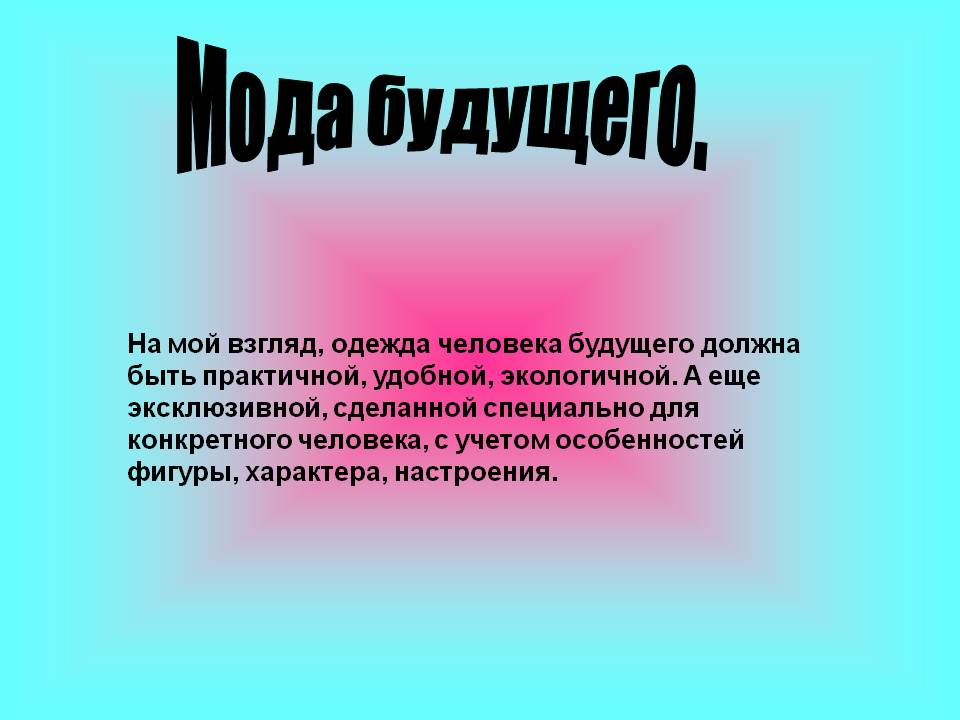 Мода будущего.
На мой взгляд, одежда человека будущего должна
быть практичной, удобной, экологичной. А еще
эксклюзивной, сделанной специально для
конкретного человека, с учетом особенностей
фигуры, характера, настроения.